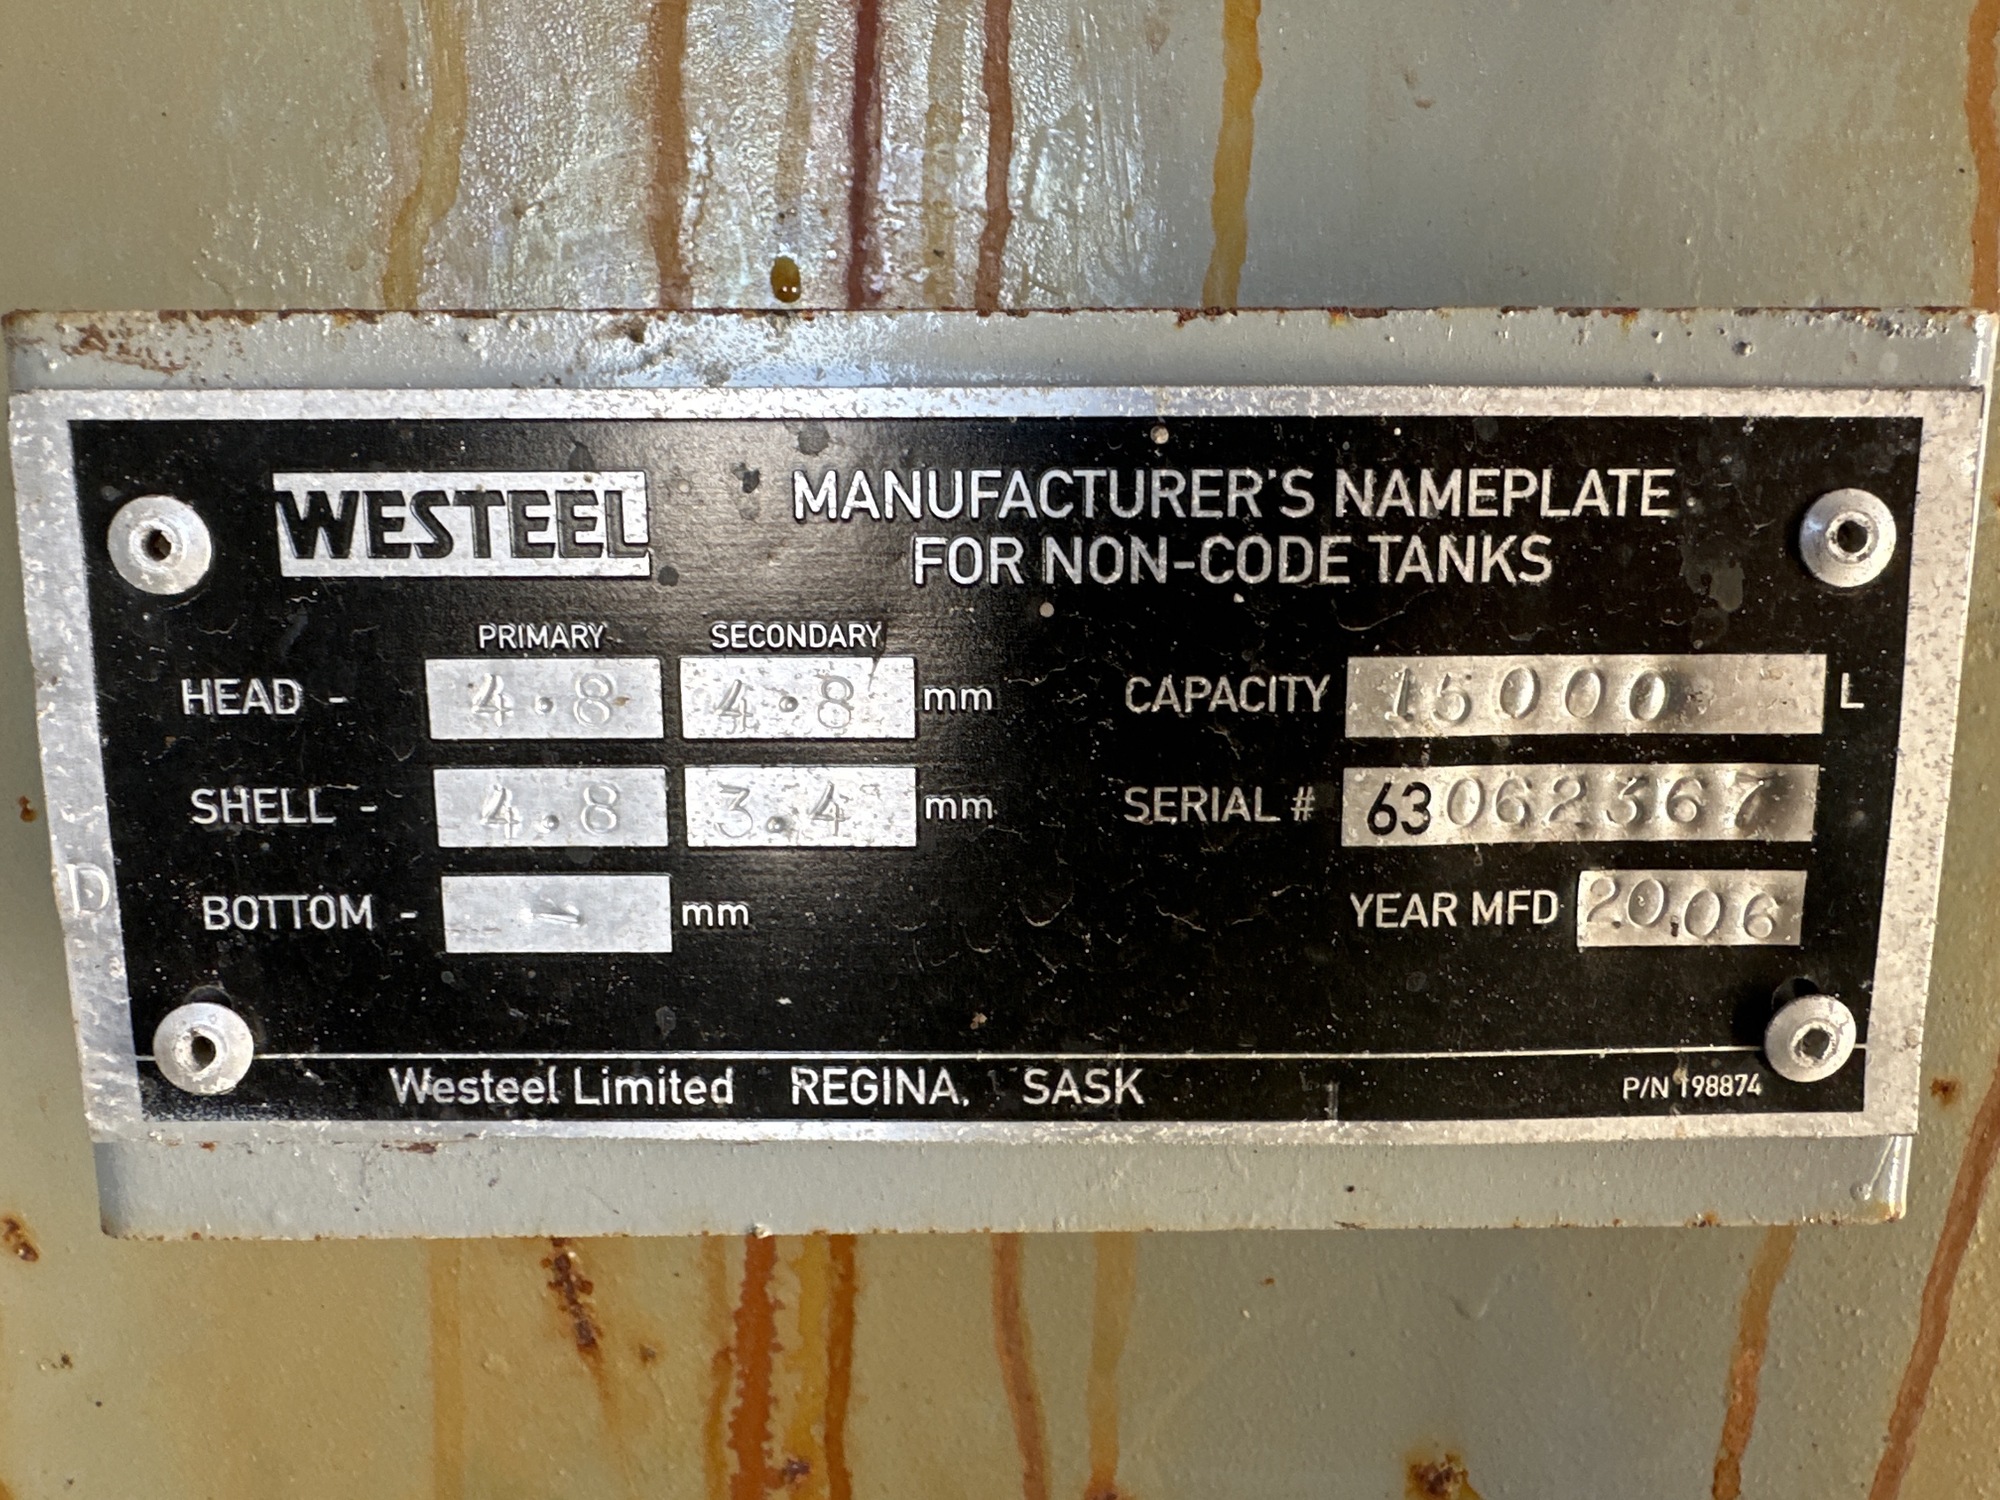 WESTEEL
MANUFACTURER'S NAMEPLATE
FOR NON-CODE TANKS
PRIMARY SECONDARY
HEAD - 4.8 4.8 mm
SHELL - 4.8 3.4 mm
BOTTOM - - mm
CAPACITY 15000 L
SERIAL # 63062367
YEAR MFD 2006
D
Westeel Limited REGINA, SASK
P/N 198874